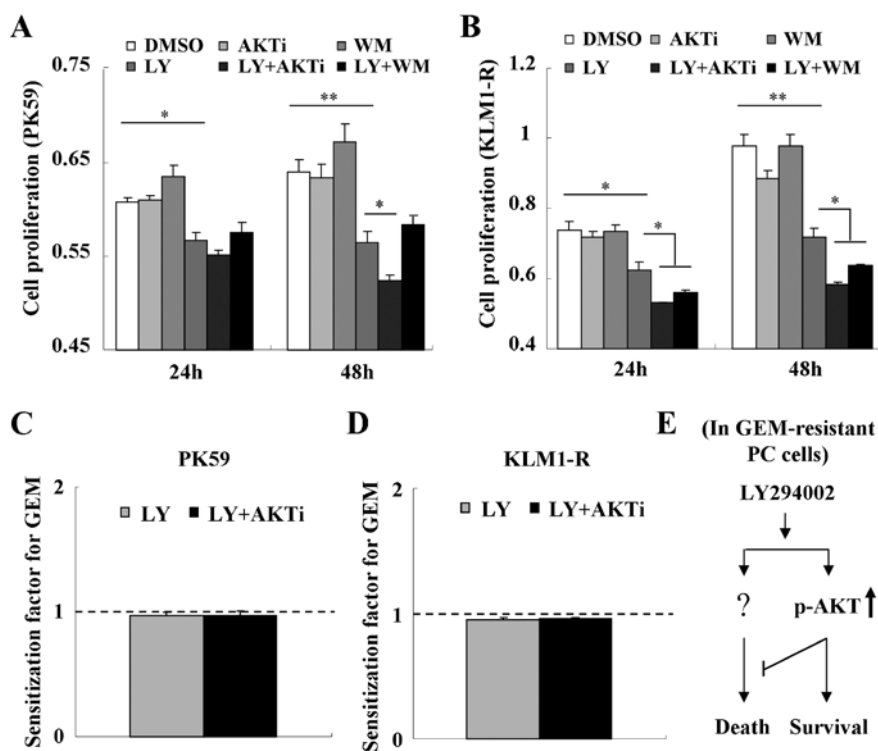 A
DMSO AKTi WM
LY LY+AKTi LY+WM
Cell proliferation (PK59)
0.75
0.65
0.55
0.45
*
**
*
24h 48h
B
DMSO AKTi WM
LY LY+AKTi LY+WM
Cell proliferation (KLM1-R)
1.2
1
0.8
0.6
0.4
*
*
**
*
24h 48h
C
PK59
Sensitization factor for GEM
2
1
0
LY LY+AKTi
D
KLM1-R
Sensitization factor for GEM
2
1
0
LY LY+AKTi
E
(In GEM-resistant
PC cells)
LY294002
? p-AKT
Death Survival